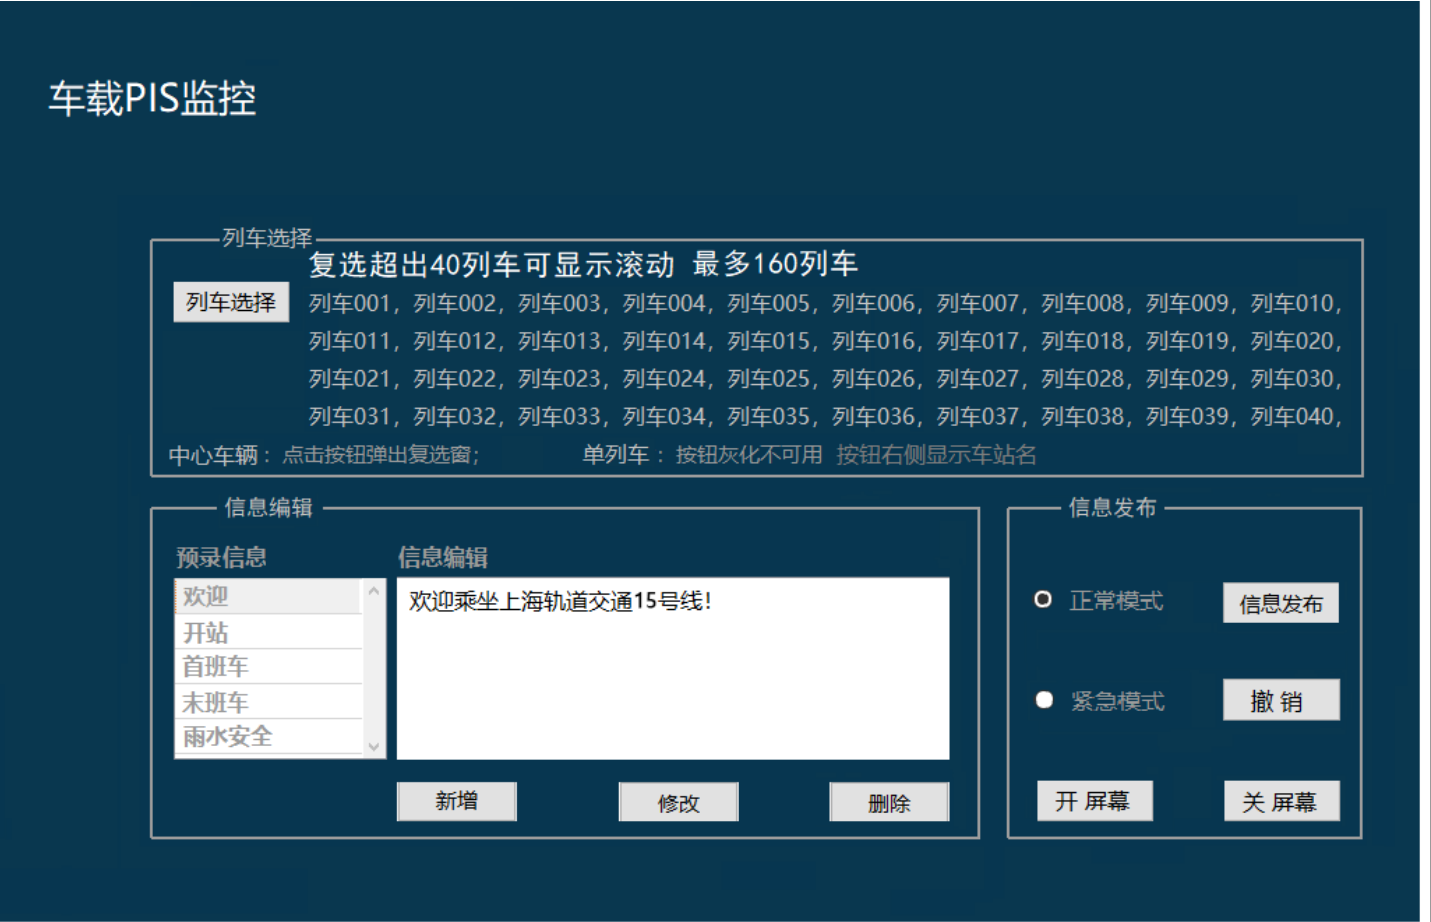 车载PIS监控
列车选择
复选超出40列车可显示滚动 最多160列车
列车选择
列车001，列车002，列车003，列车004，列车005，列车006，列车007，列车008，列车009，列车010，
列车011，列车012，列车013，列车014，列车015，列车016，列车017，列车018，列车019，列车020，
列车021，列车022，列车023，列车024，列车025，列车026，列车027，列车028，列车029，列车030，
列车031，列车032，列车033，列车034，列车035，列车036，列车037，列车038，列车039，列车040，
中心车辆：点击按钮弹出复选窗； 单列车：按钮灰化不可用 按钮右侧显示车站名
信息编辑
预录信息
欢迎
开站
首班车
末班车
雨水安全
信息编辑
欢迎乘坐上海轨道交通15号线！
新增 修改 删除
信息发布
正常模式 信息发布
紧急模式 撤 销
开 屏幕 关 屏幕